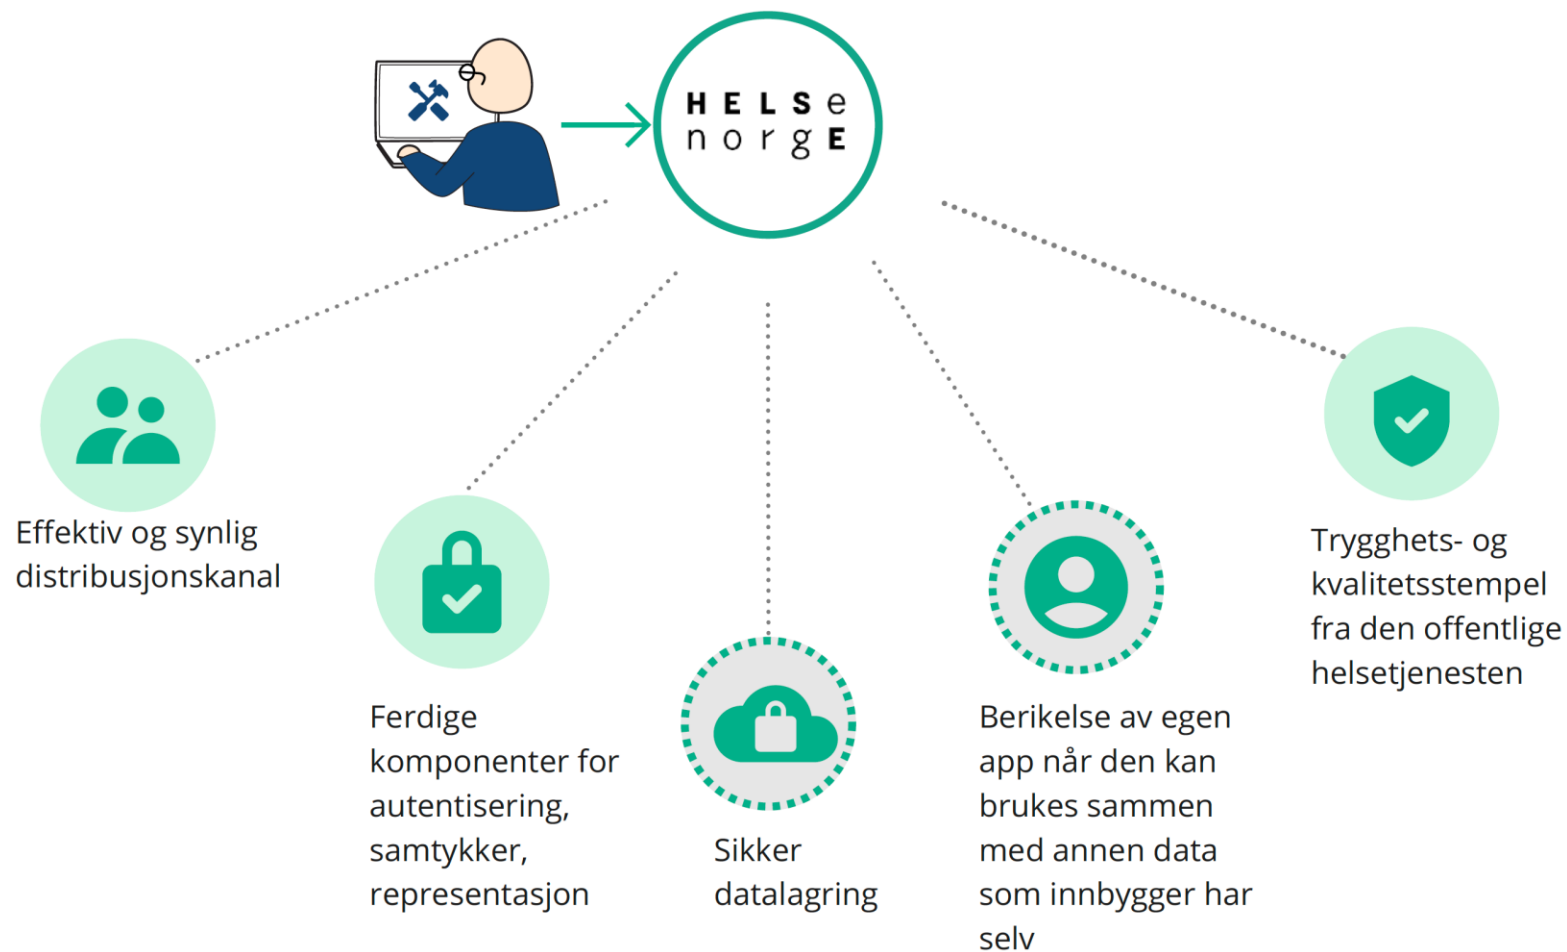 HELSe
norgE
Effektiv og synlig
distribusjonskanal
Ferdige
komponenter for
autentisering,
samtykker,
representasjon
Sikker
datalagring
Berikelse av egen
app når den kan
brukes sammen
med annen data
som innbygger har
selv
Trygghets- og
kvalitetsstempel
fra den offentlige
helsetjenesten